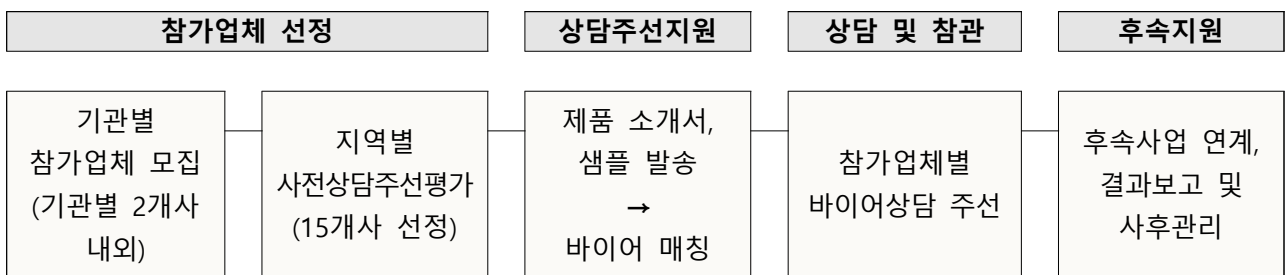 참가업체 선정
상담주선지원
상담 및 참관
후속지원
기관별
참가업체 모집
(기관별 2개사
내외)
지역별
사전상담주선평가
(15개사 선정)
제품 소개서,
샘플 발송
→
바이어 매칭
참가업체별
바이어상담 주선
후속사업 연계,
결과보고 및
사후관리